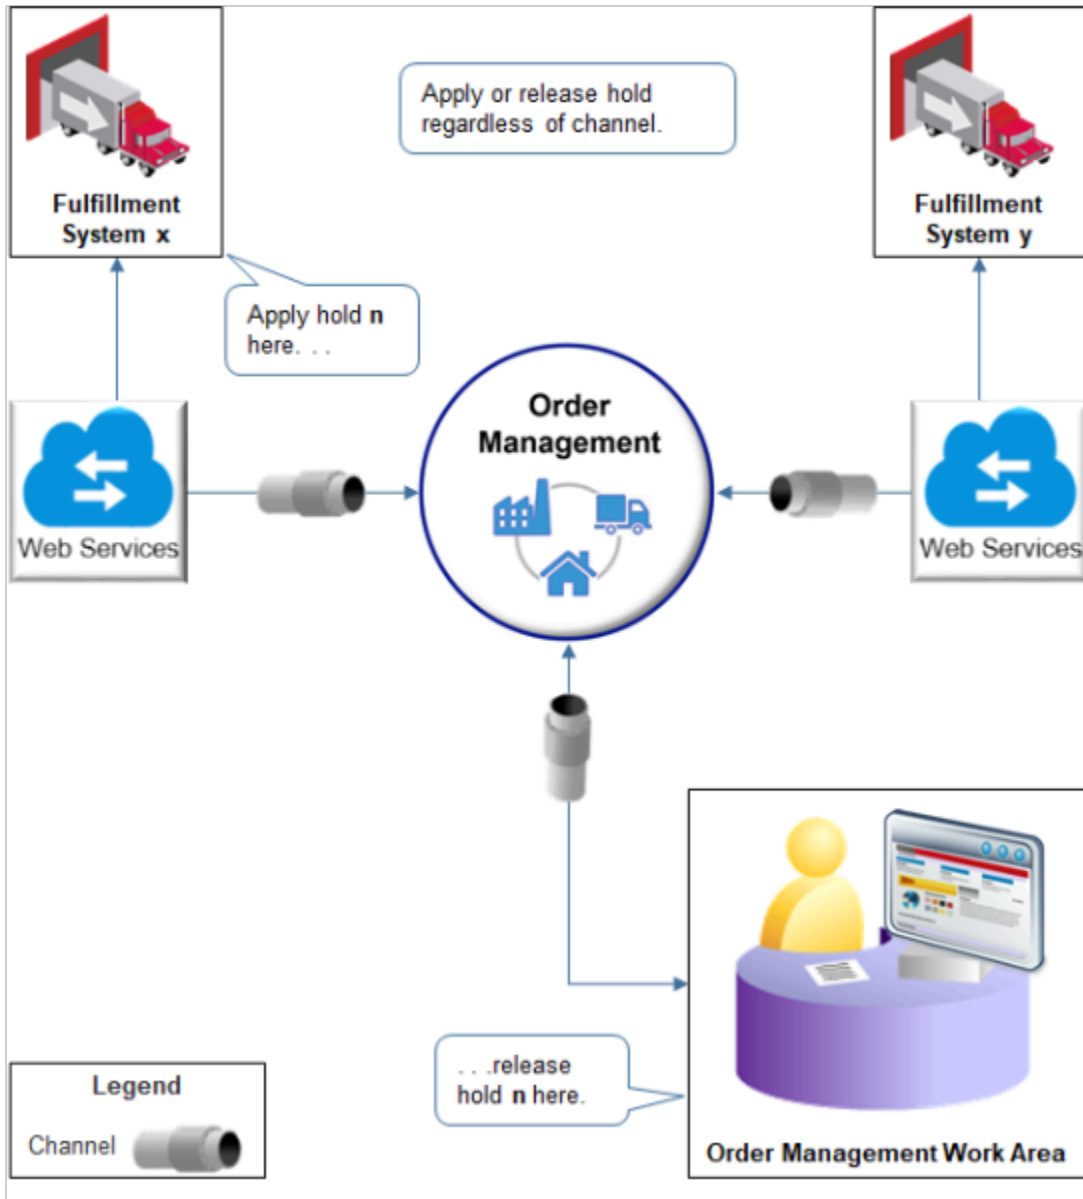 Apply or release hold
regardless of channel.
Fulfillment
System x
Fulfillment
System y
Apply hold n
here. . .
Order
Management
Web Services
Web Services
. . .release
hold n here.
Legend
Channel
Order Management Work Area